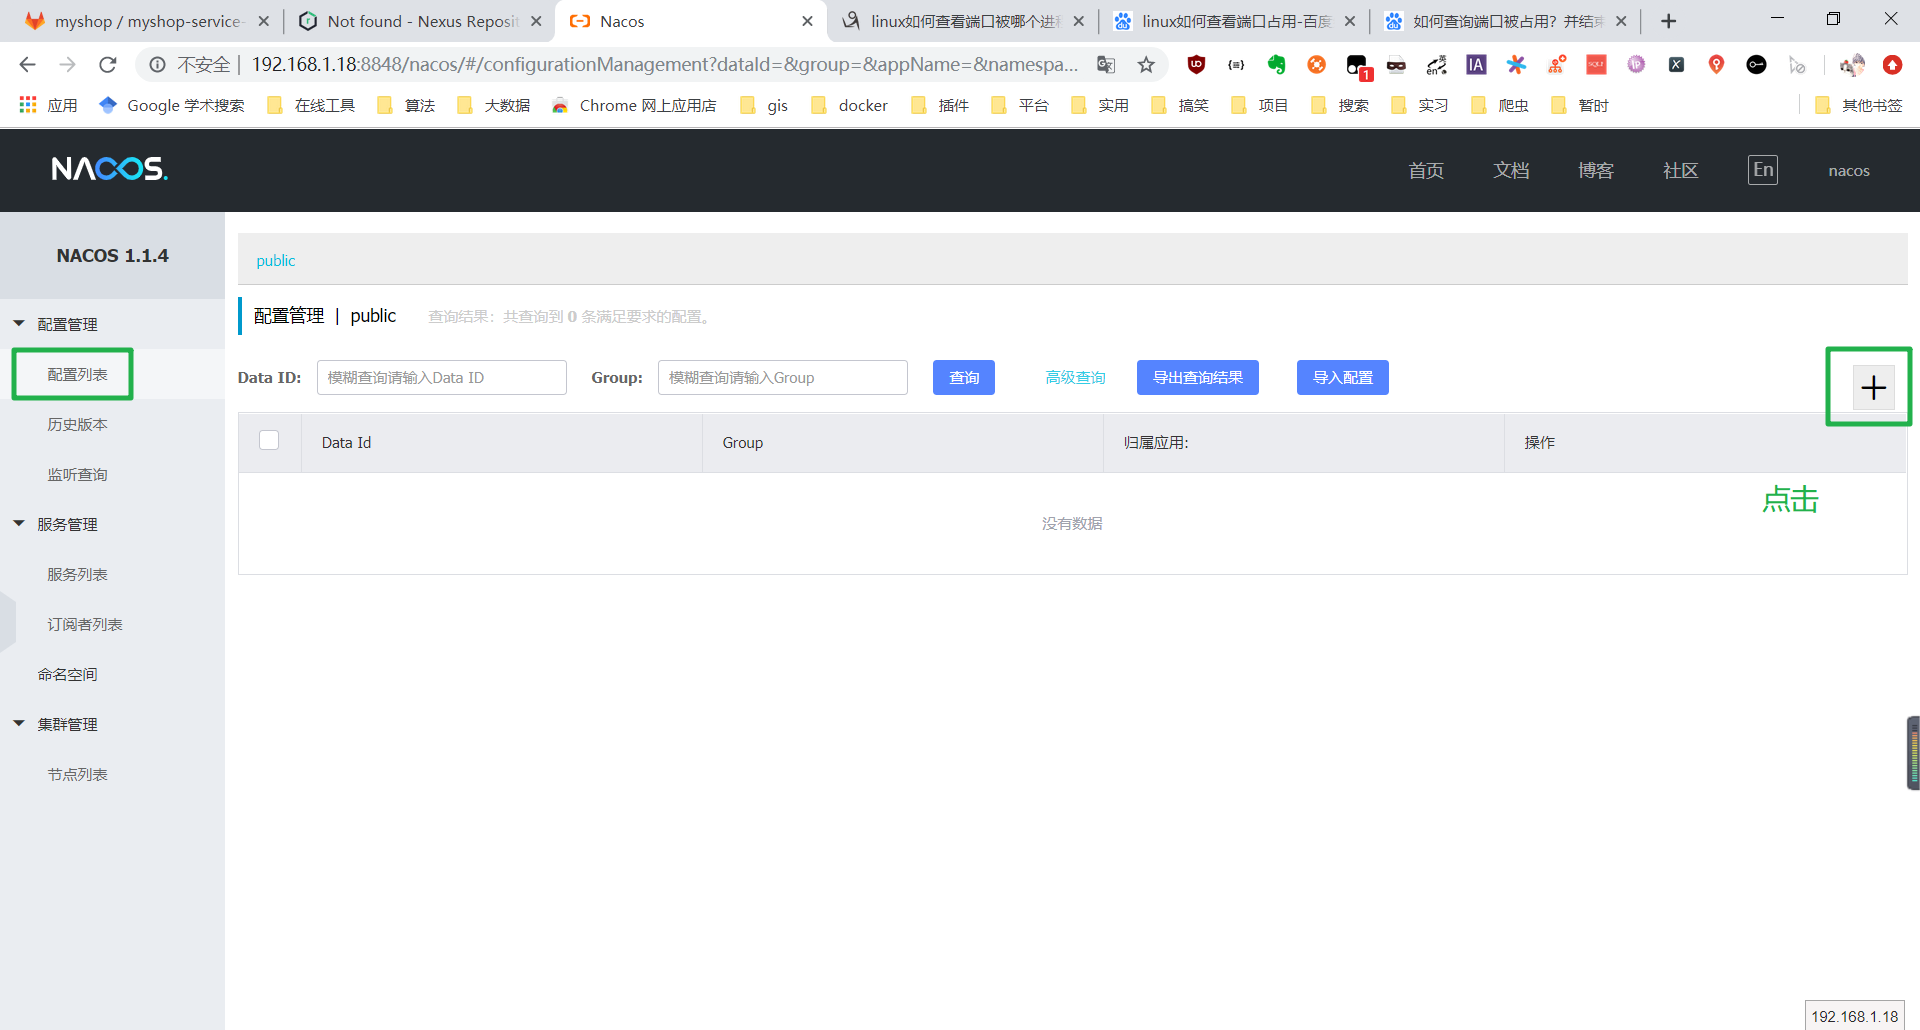 myshop / myshop-service-
Not found - Nexus Reposit
Nacos
linux如何查看端口被哪个进
linux如何查看端口占用-百度
如何查询端口被占用？并结束
不安全 | 192.168.1.18:8848/nacos/#/configurationManagement?dataId=&group=&appName=&namespa...
应用 Google 学术搜索 在线工具 算法 大数据 Chrome 网上应用店 gis docker 插件 平台 实用 搞笑 项目 搜索 实习 爬虫 暂时 其他书签
NACOS.
首页 文档 博客 社区 En nacos
NACOS 1.1.4
配置管理
配置列表
历史版本
监听查询
服务管理
服务列表
订阅者列表
命名空间
集群管理
节点列表
public
配置管理 | public 查询结果：共查询到 0 条满足要求的配置。
Data ID: 模糊查询请输入Data ID Group: 模糊查询请输入Group 查询 高级查询 导出查询结果 导入配置
Data Id Group 归属应用: 操作
没有数据
点击
192.168.1.18